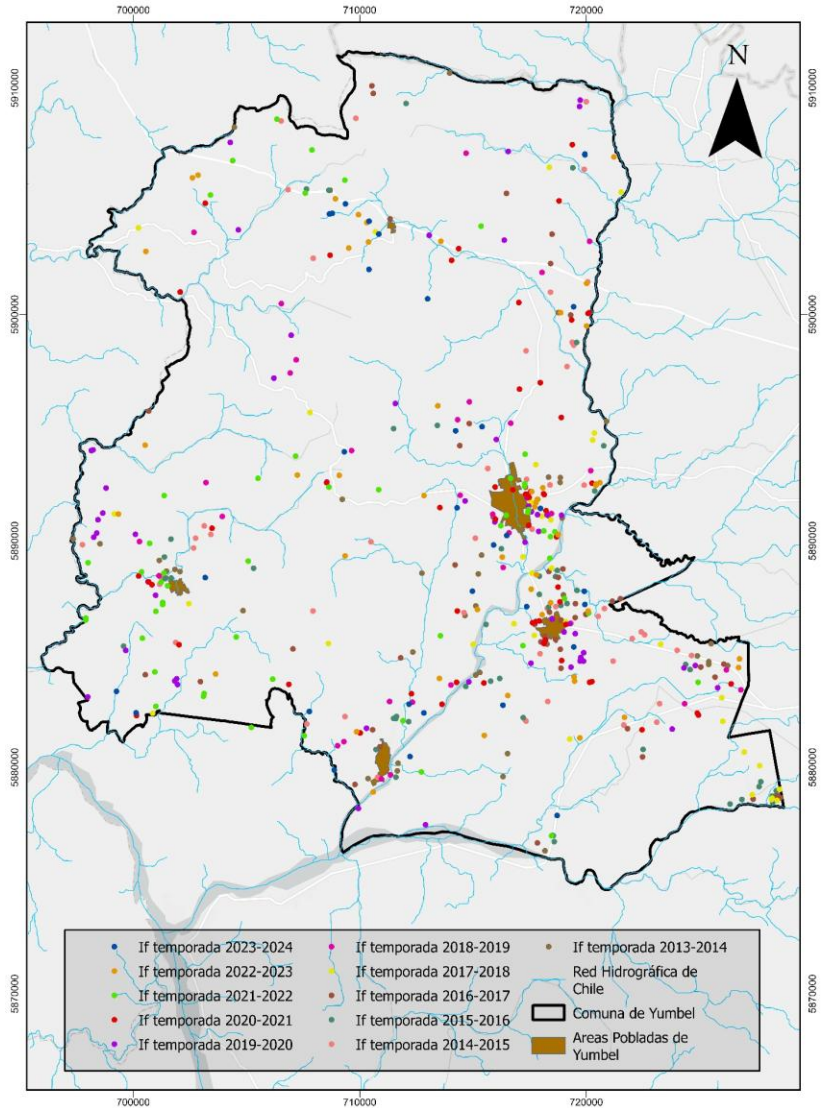 700000
710000
720000
N
5910000
5910000
5900000
5900000
5890000
5890000
5880000
5880000
5870000
5870000
If temporada 2023-2024
If temporada 2022-2023
If temporada 2021-2022
If temporada 2020-2021
If temporada 2019-2020
If temporada 2018-2019
If temporada 2017-2018
If temporada 2016-2017
If temporada 2015-2016
If temporada 2014-2015
If temporada 2013-2014
Red Hidrográfica de
Chile
Comuna de Yumbel
Areas Pobladas de
Yumbel
700000
710000
720000